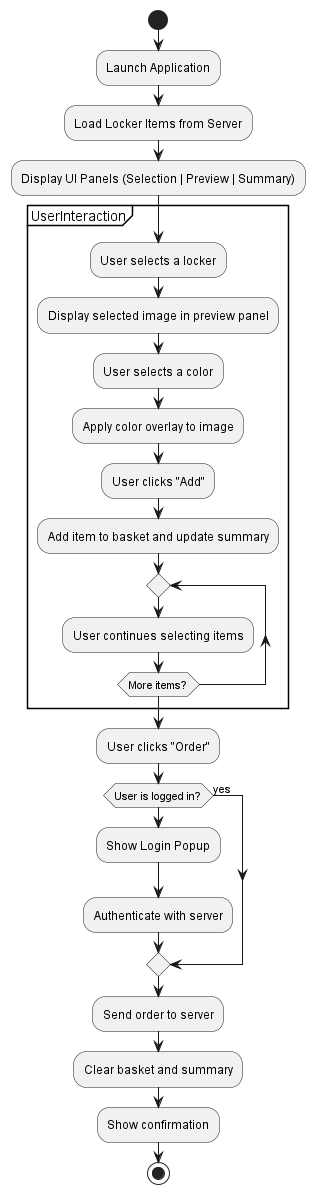 Launch Application
Load Locker Items from Server
Display UI Panels (Selection | Preview | Summary)
UserInteraction
User selects a locker
Display selected image in preview panel
User selects a color
Apply color overlay to image
User clicks "Add"
Add item to basket and update summary
User continues selecting items
More items?
User clicks "Order"
User is logged in?
yes
Show Login Popup
Authenticate with server
Send order to server
Clear basket and summary
Show confirmation